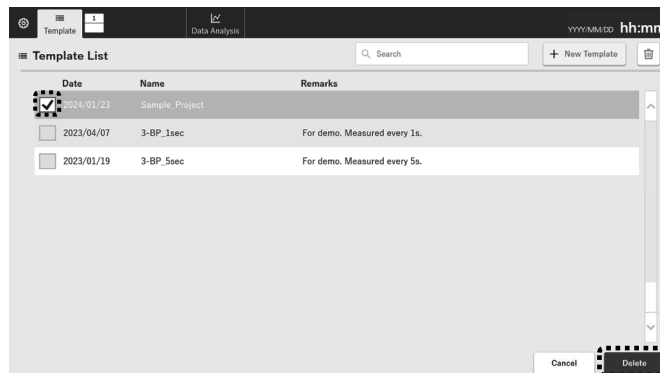 Template
1
Data Analysis
YYYY/MM/DD hh:mm
Template List
Search
+ New Template
Date Name Remarks
2024/01/23 Sample_Project
2023/04/07 3-BP_1sec For demo. Measured every 1s.
2023/01/19 3-BP_5sec For demo. Measured every 5s.
Cancel Delete